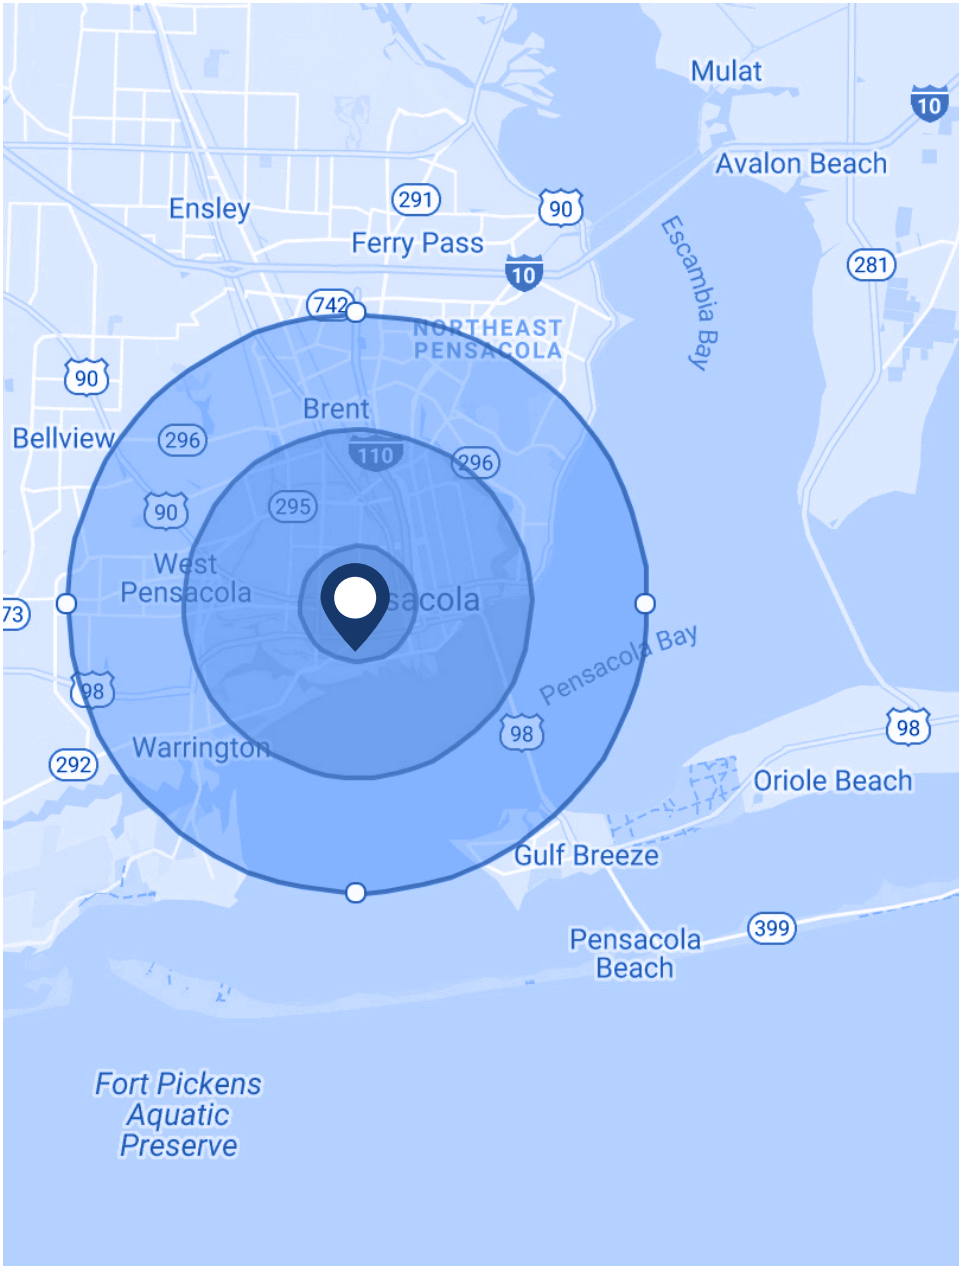 Mulat
10
Avalon Beach
291
90
Ensley
Ferry Pass
10
Escambia Bay
281
742
NORTHEAST
PENSACOLA
90
Brent
Bellview
296
110
296
295
90
West
Pensacola
sacola
73
Pensacola Bay
98
98
98
Warrington
292
Oriole Beach
Gulf Breeze
399
Pensacola
Beach
Fort Pickens
Aquatic
Preserve